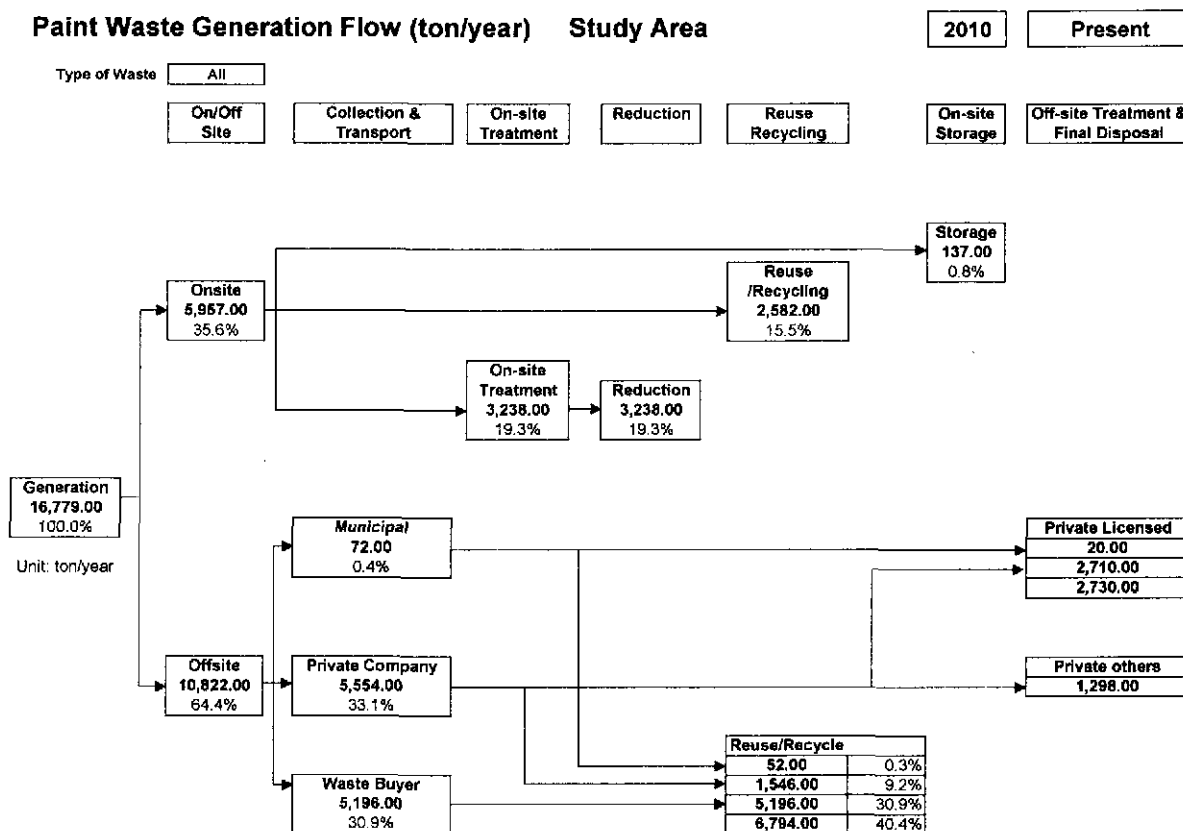 Paint Waste Generation Flow (ton/year) Study Area 2010 Present
Type of Waste All
On/Off
Site
Collection &
Transport
On-site
Treatment
Reduction
Reuse
Recycling
On-site
Storage
Off-site Treatment &
Final Disposal
Storage
137.00
0.8%
Onsite
5,957.00
35.6%
Reuse
/Recycling
2,582.00
15.5%
On-site
Treatment
3,238.00
19.3%
Reduction
3,238.00
19.3%
Generation
16,779.00
100.0%
Unit: ton/year
Municipal
72.00
0.4%
Private Licensed
20.00
2,710.00
2,730.00
Offsite
10,822.00
64.4%
Private Company
5,554.00
33.1%
Private others
1,298.00
Waste Buyer
5,196.00
30.9%
Reuse/Recycle
52.00 0.3%
1,546.00 9.2%
5,196.00 30.9%
6,794.00 40.4%